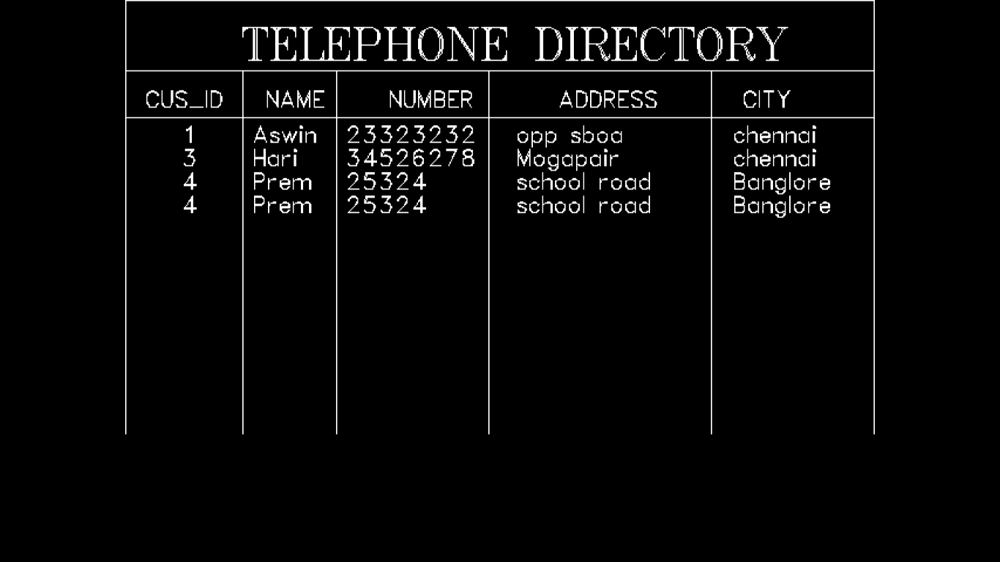 TELEPHONE DIRECTORY
CUS_ID NAME NUMBER ADDRESS CITY
1 Aswin 23323232 opp sboa chennai
3 Hari 34526278 Mogapair chennai
4 Prem 25324 school road Banglore
4 Prem 25324 school road Banglore